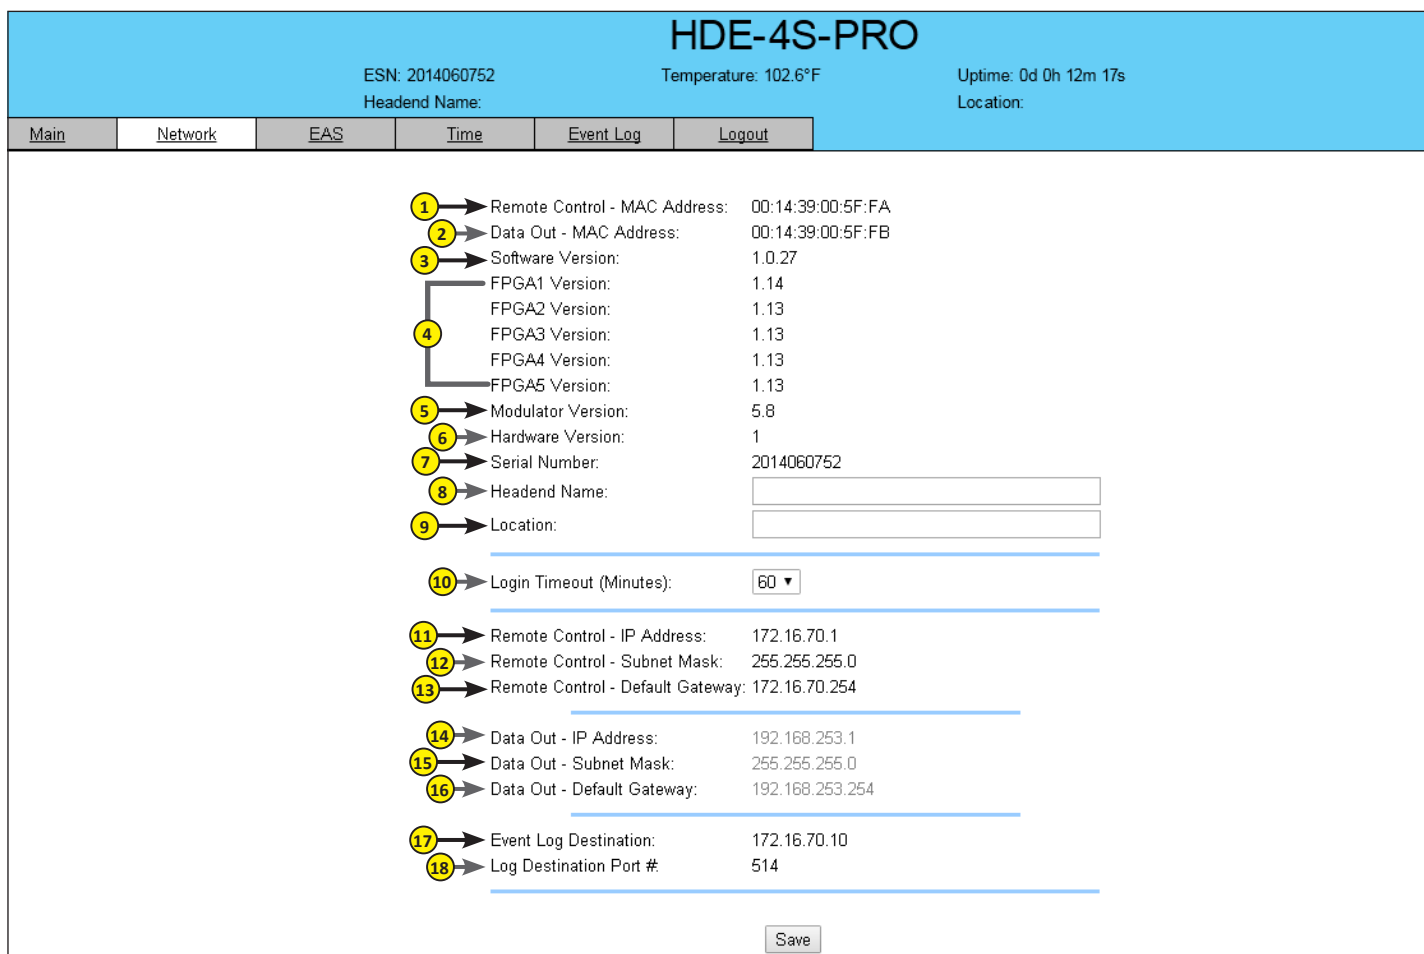 HDE-4S-PRO
ESN: 2014060752 Temperature: 102.6°F Uptime: 0d 0h 12m 17s
Headend Name: Location:
Main Network EAS Time Event Log Logout
1 Remote Control - MAC Address: 00:14:39:00:5F:FA
2 Data Out - MAC Address: 00:14:39:00:5F:FB
3 Software Version: 1.0.27
FPGA1 Version: 1.14
FPGA2 Version: 1.13
4 FPGA3 Version: 1.13
FPGA4 Version: 1.13
FPGA5 Version: 1.13
5 Modulator Version: 5.8
6 Hardware Version: 1
7 Serial Number: 2014060752
8 Headend Name:
9 Location:
10 Login Timeout (Minutes): 60
11 Remote Control - IP Address: 172.16.70.1
12 Remote Control - Subnet Mask: 255.255.255.0
13 Remote Control - Default Gateway: 172.16.70.254
14 Data Out - IP Address: 192.168.253.1
15 Data Out - Subnet Mask: 255.255.255.0
16 Data Out - Default Gateway: 192.168.253.254
17 Event Log Destination: 172.16.70.10
18 Log Destination Port #: 514
Save